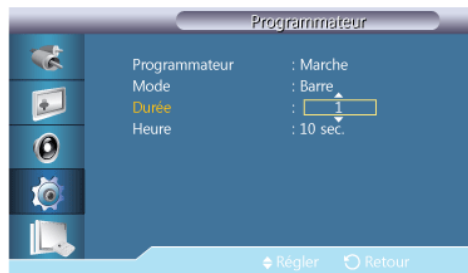 Programmateur
Programmateur : Marche
Mode : Barre
Durée : 1
Heure : 10 sec.
Régler Retour